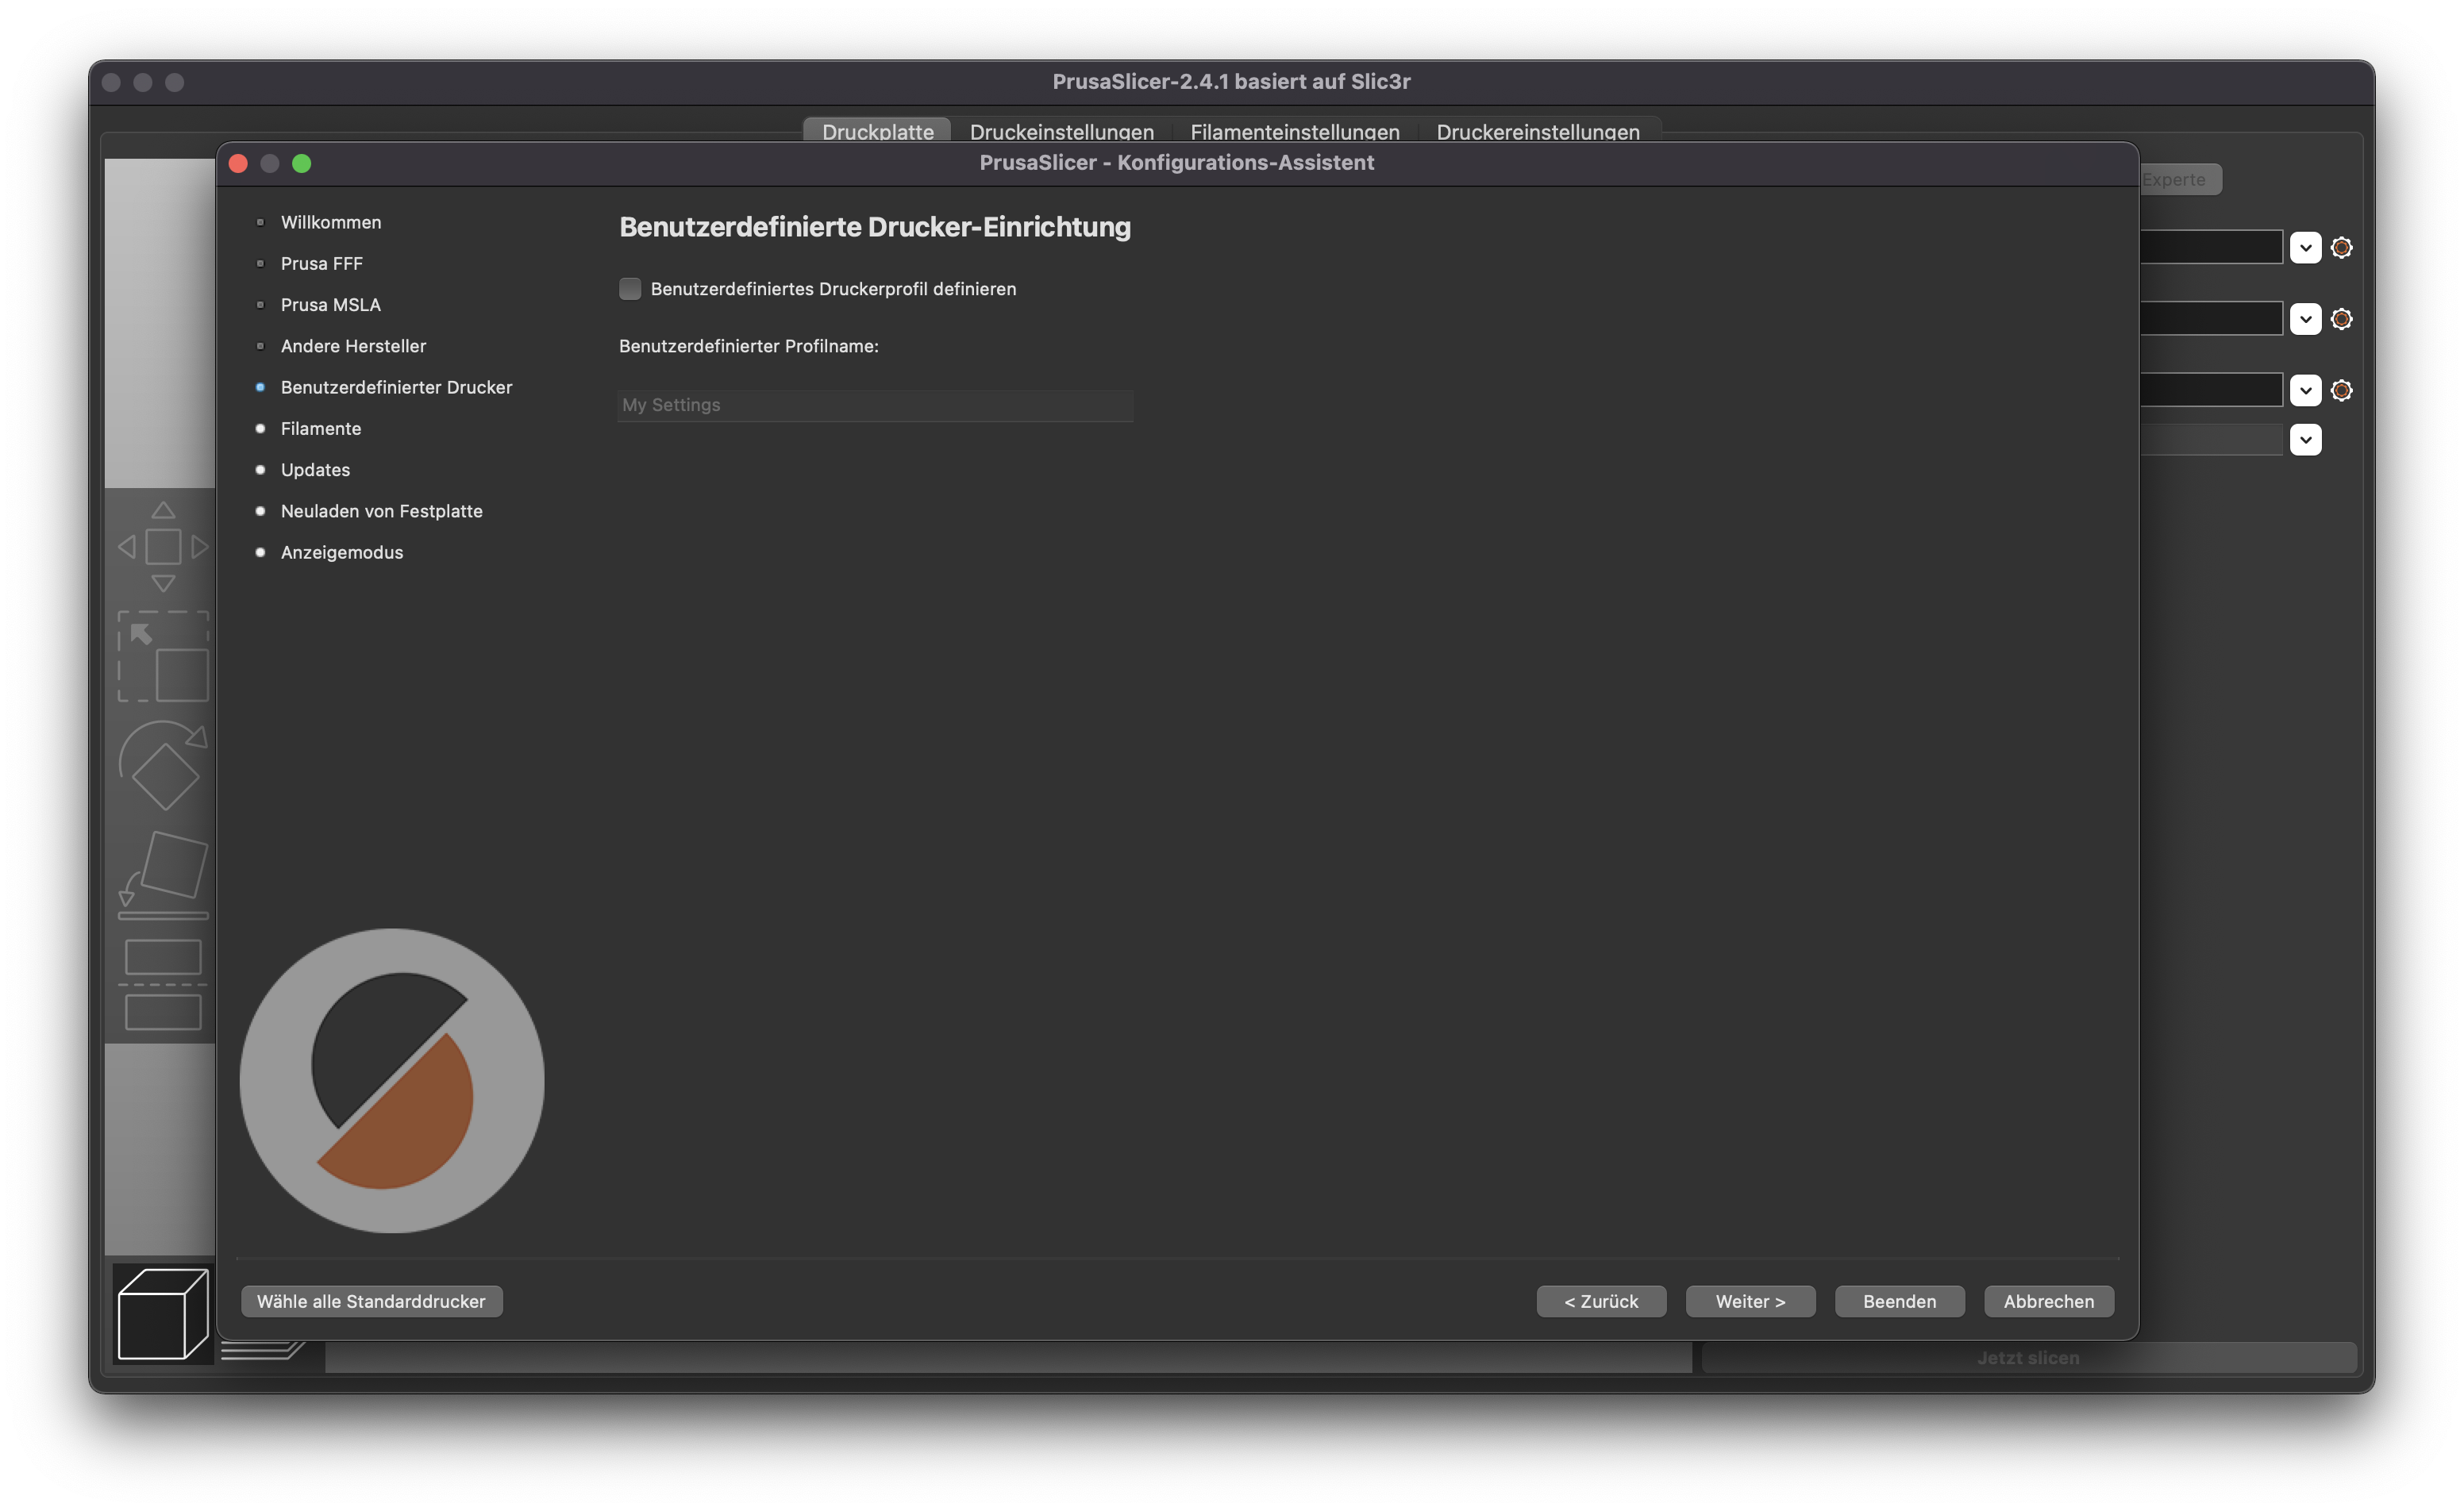 PrusaSlicer-2.4.1 basiert auf Slic3r
Druckplatte
Druckeinstellungen
Filamenteinstellungen
Druckereinstellungen
PrusaSlicer - Konfigurations-Assistent
Experte
Willkommen
Prusa FFF
Prusa MSLA
Andere Hersteller
Benutzerdefinierter Drucker
Filamente
Updates
Neuladen von Festplatte
Anzeigemodus
Benutzerdefinierte Drucker-Einrichtung
Benutzerdefiniertes Druckerprofil definieren
Benutzerdefinierter Profilname:
My Settings
Wähle alle Standarddrucker
< Zurück
Weiter >
Beenden
Abbrechen
Jetzt slicen